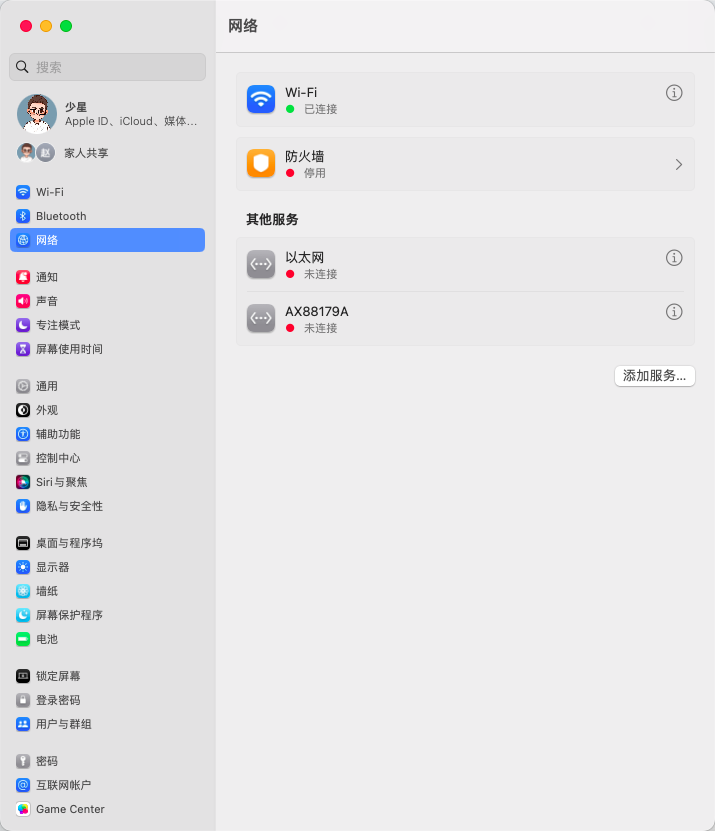 网络
搜索
少星
Apple ID、iCloud、媒体…
赵
家人共享
Wi-Fi
Bluetooth
网络
通知
声音
专注模式
屏幕使用时间
通用
外观
辅助功能
控制中心
Siri与聚焦
隐私与安全性
桌面与程序坞
显示器
墙纸
屏幕保护程序
电池
锁定屏幕
登录密码
用户与群组
密码
互联网帐户
Game Center
Wi-Fi
已连接
防火墙
停用
其他服务
以太网
未连接
AX88179A
未连接
添加服务...